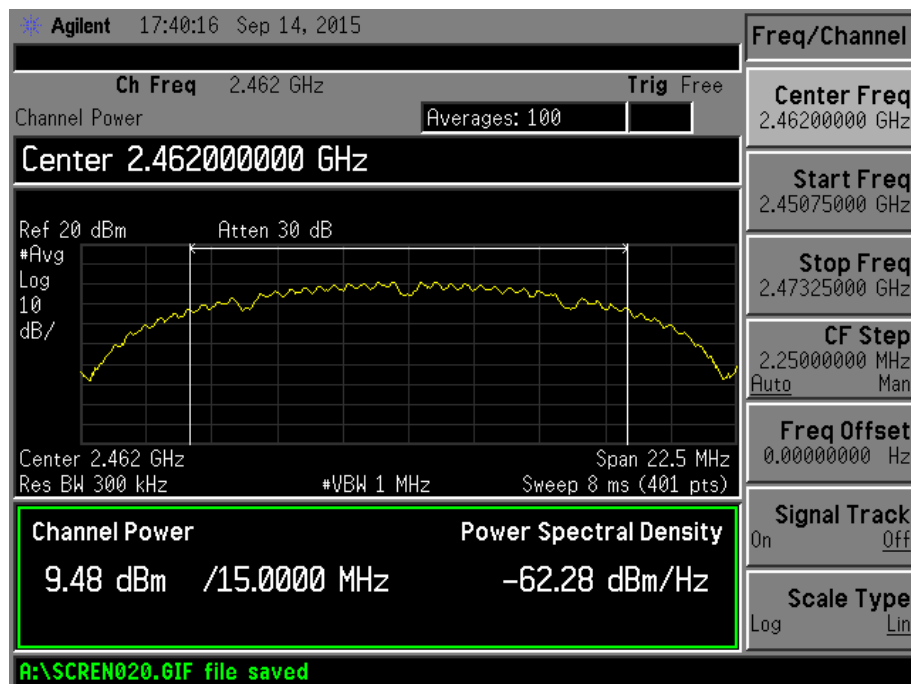 Agilent 17:40:16 Sep 14, 2015
Freq/Channel
Ch Freq 2.462 GHz Trig Free
Channel Power Averages: 100
Center 2.462000000 GHz
Ref 20 dBm Atten 30 dB
#Avg
Log
10
dB/
Center 2.462 GHz Span 22.5 MHz
Res BW 300 kHz #VBW 1 MHz Sweep 8 ms (401 pts)
Channel Power Power Spectral Density
9.48 dBm /15.0000 MHz -62.28 dBm/Hz
A:\SCREN020.GIF file saved
Center Freq
2.46200000 GHz
Start Freq
2.45075000 GHz
Stop Freq
2.47325000 GHz
CF Step
2.25000000 MHz
Auto Man
Freq Offset
0.00000000 Hz
Signal Track
On Off
Scale Type
Log Lin